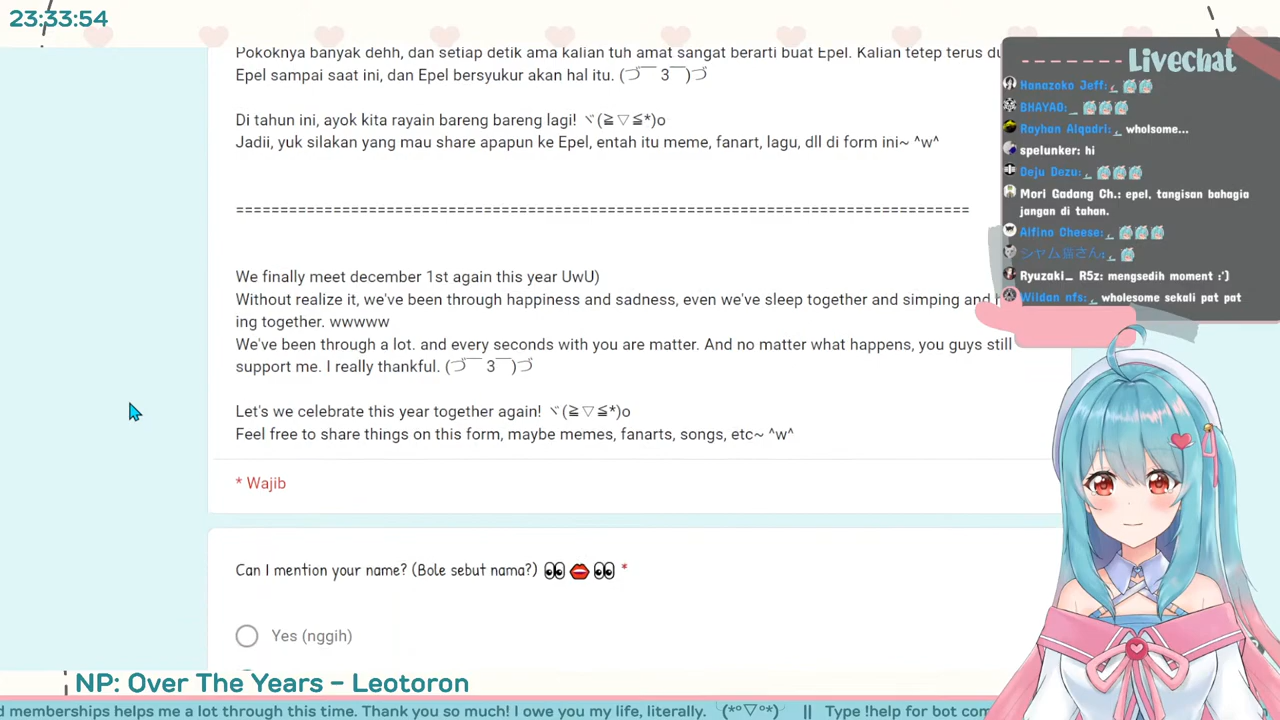 23:33:54
Pokoknya banyak dehh, dan setiap detik ama kalian tuh amat sangat berarti buat Epel. Kalian tetep terus
Epel sampai saat ini, dan Epel bersyukur akan hal itu. (づ￣ 3￣)づ
Di tahun ini, ayok kita rayain bareng bareng lagi! ヾ(≧▽≦*)o
Jadii, yuk silakan yang mau share apapun ke Epel, entah itu meme, fanart, lagu, dll di form ini~ ^w^
==================================================================================
We finally meet december 1st again this year UwU)
Without realize it, we've been through happiness and sadness, even we've sleep together and simping and
ing together. wwwww
We've been through a lot. and every seconds with you are matter. And no matter what happens, you guys still
support me. I really thankful. (づ￣ 3￣)づ
Let's we celebrate this year together again! ヾ(≧▽≦*)o
Feel free to share things on this form, maybe memes, fanarts, songs, etc~ ^w^
* Wajib
Can I mention your name? (Bole sebut nama?) 👀👄👀 *
Yes (nggih)
Livechat
Hanazoko Jeff:
BHAYAO:
Rayhan Alqadri: wholsome...
spelunker: hi
Deju Dezu:
Mori Gadang Ch.: epel, tangisan bahagia
jangan di tahan.
Alfino Cheese:
Ryuzaki_ R5z: mengsedih moment :')
Wildan nfs: wholesome sekali pat pat
NP: Over The Years – Leotoron
d memberships helps me a lot through this time. Thank you so much! I owe you my life, literally. ╰(*°▽°*)╯ || Type !help for bot com